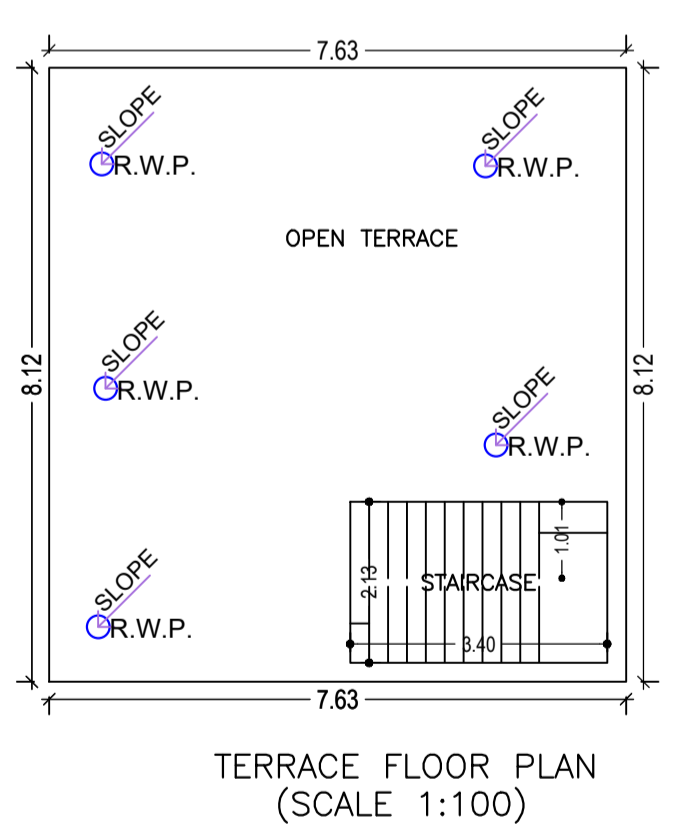 7.63
SLOPE
R.W.P.
SLOPE
R.W.P.
OPEN TERRACE
SLOPE
R.W.P.
8.12
8.12
SLOPE
R.W.P.
1.01
2.13
STAIRCASE
SLOPE
R.W.P.
3.40
7.63
TERRACE FLOOR PLAN
(SCALE 1:100)